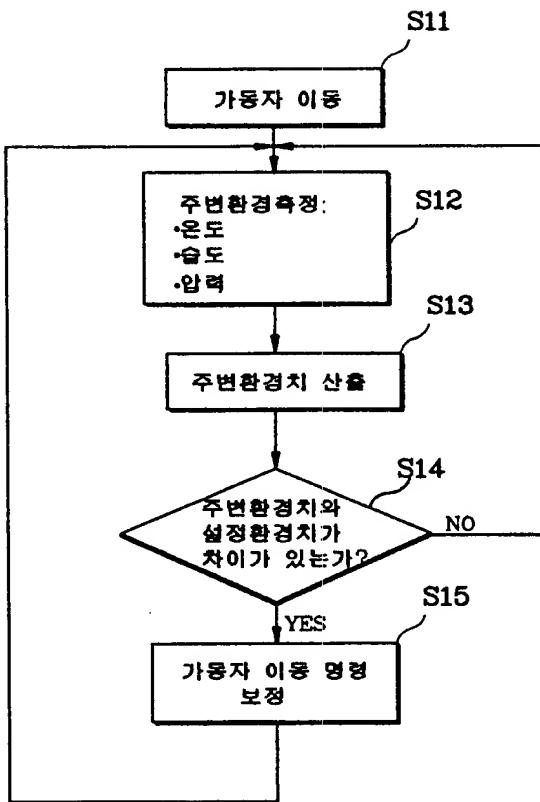 S11
가동자 이동
주변환경측정:
•온도
•습도
•압력
S12
S13
주변환경치 산출
S14
주변환경치와
설정환경치가
차이가 있는가?
NO
YES
S15
가동자 이동 명령
보정